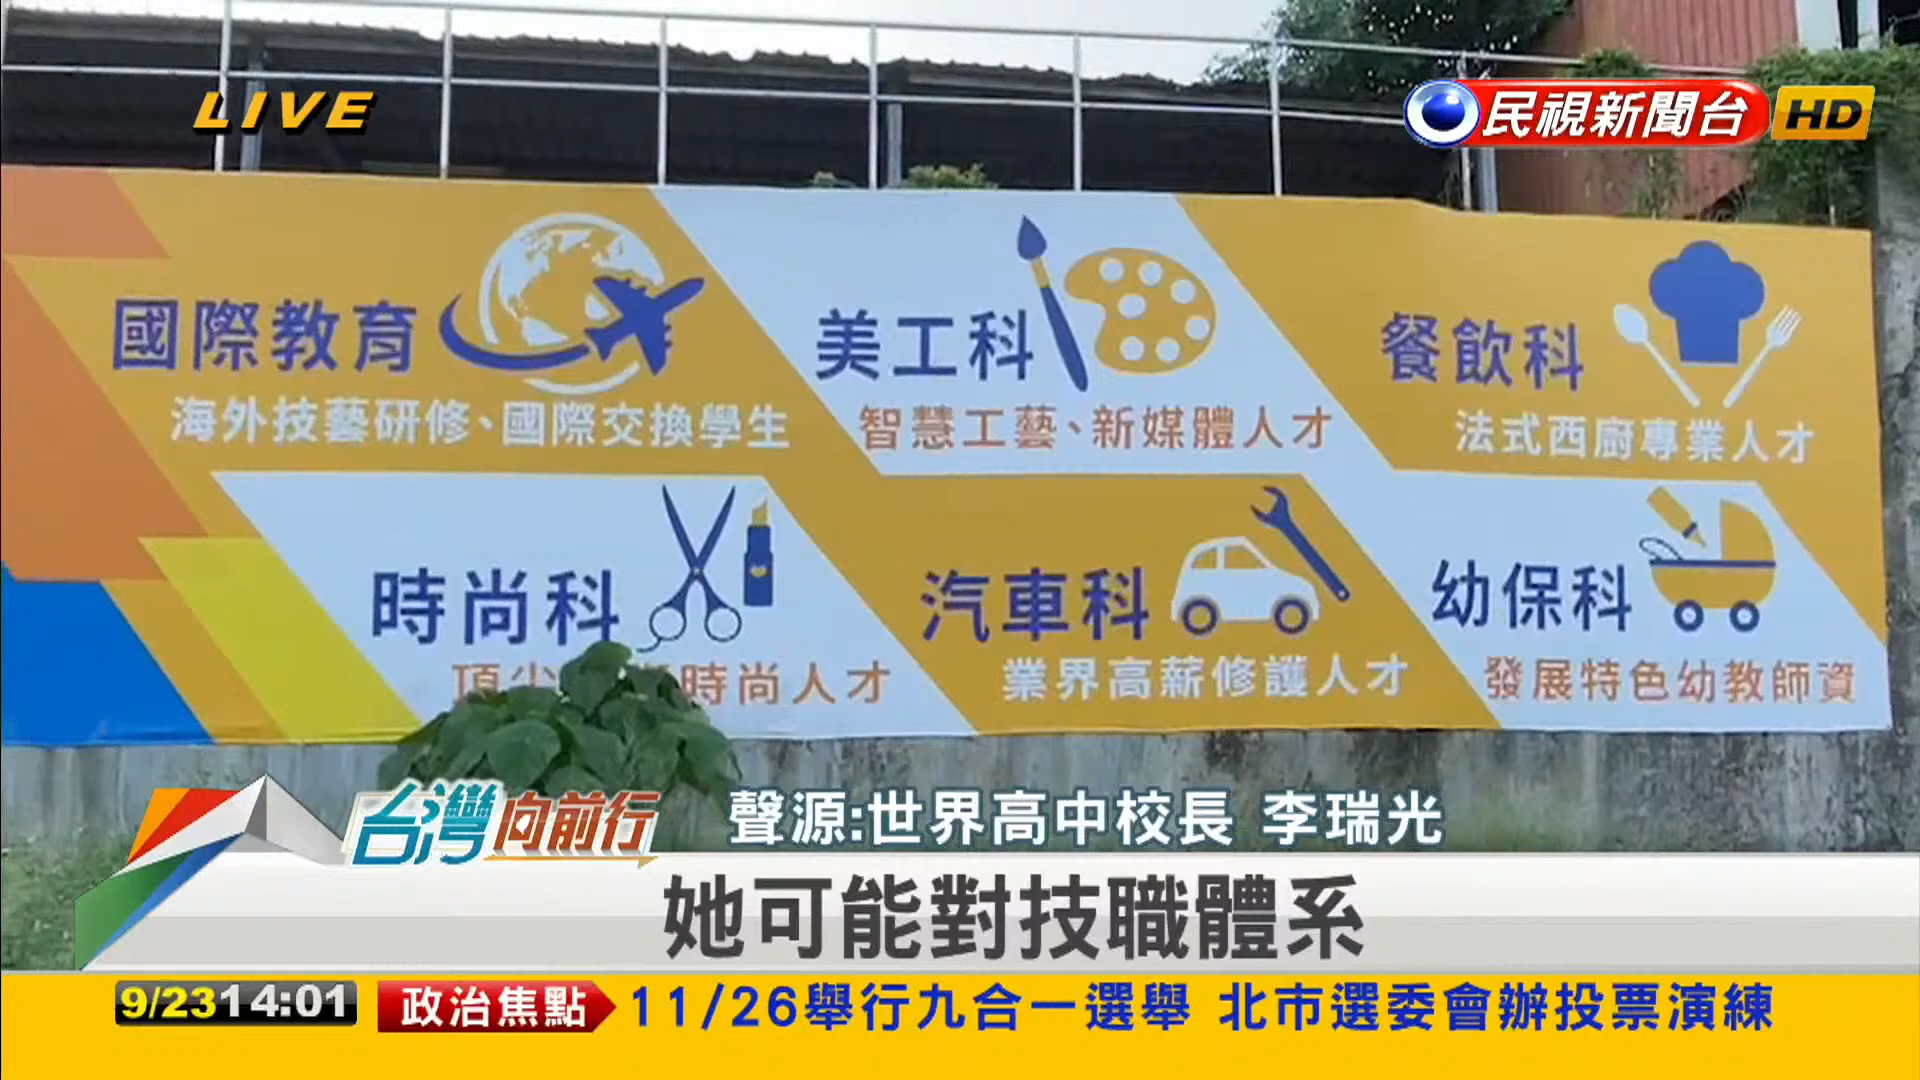 LIVE
民視新聞台 HD
國際教育
海外技藝研修、國際交換學生
美工科
智慧工藝、新媒體人才
餐飲科
法式西廚專業人才
時尚科
頂尖 時尚人才
汽車科
業界高薪修護人才
幼保科
發展特色幼教師資
台灣向前行
聲源:世界高中校長 李瑞光
她可能對技職體系
9/23 14:01 政治焦點 11/26舉行九合一選舉 北市選委會辦投票演練